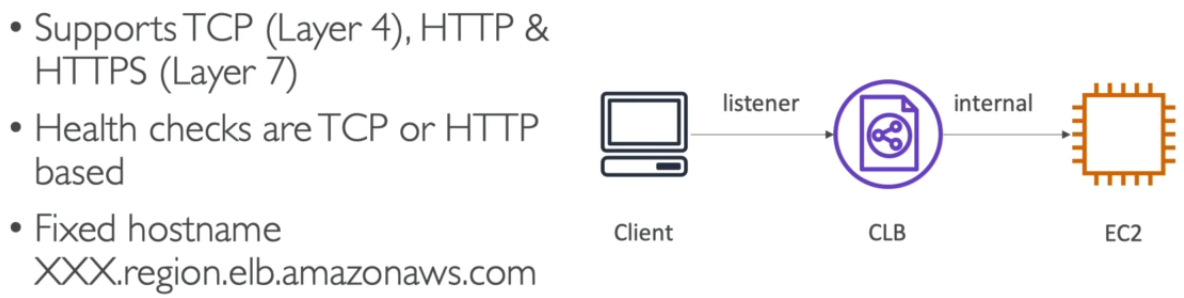 • Supports TCP (Layer 4), HTTP &
HTTPS (Layer 7)
• Health checks are TCP or HTTP
based
• Fixed hostname
XXX.region.elb.amazonaws.com
listener
internal
Client
CLB
EC2